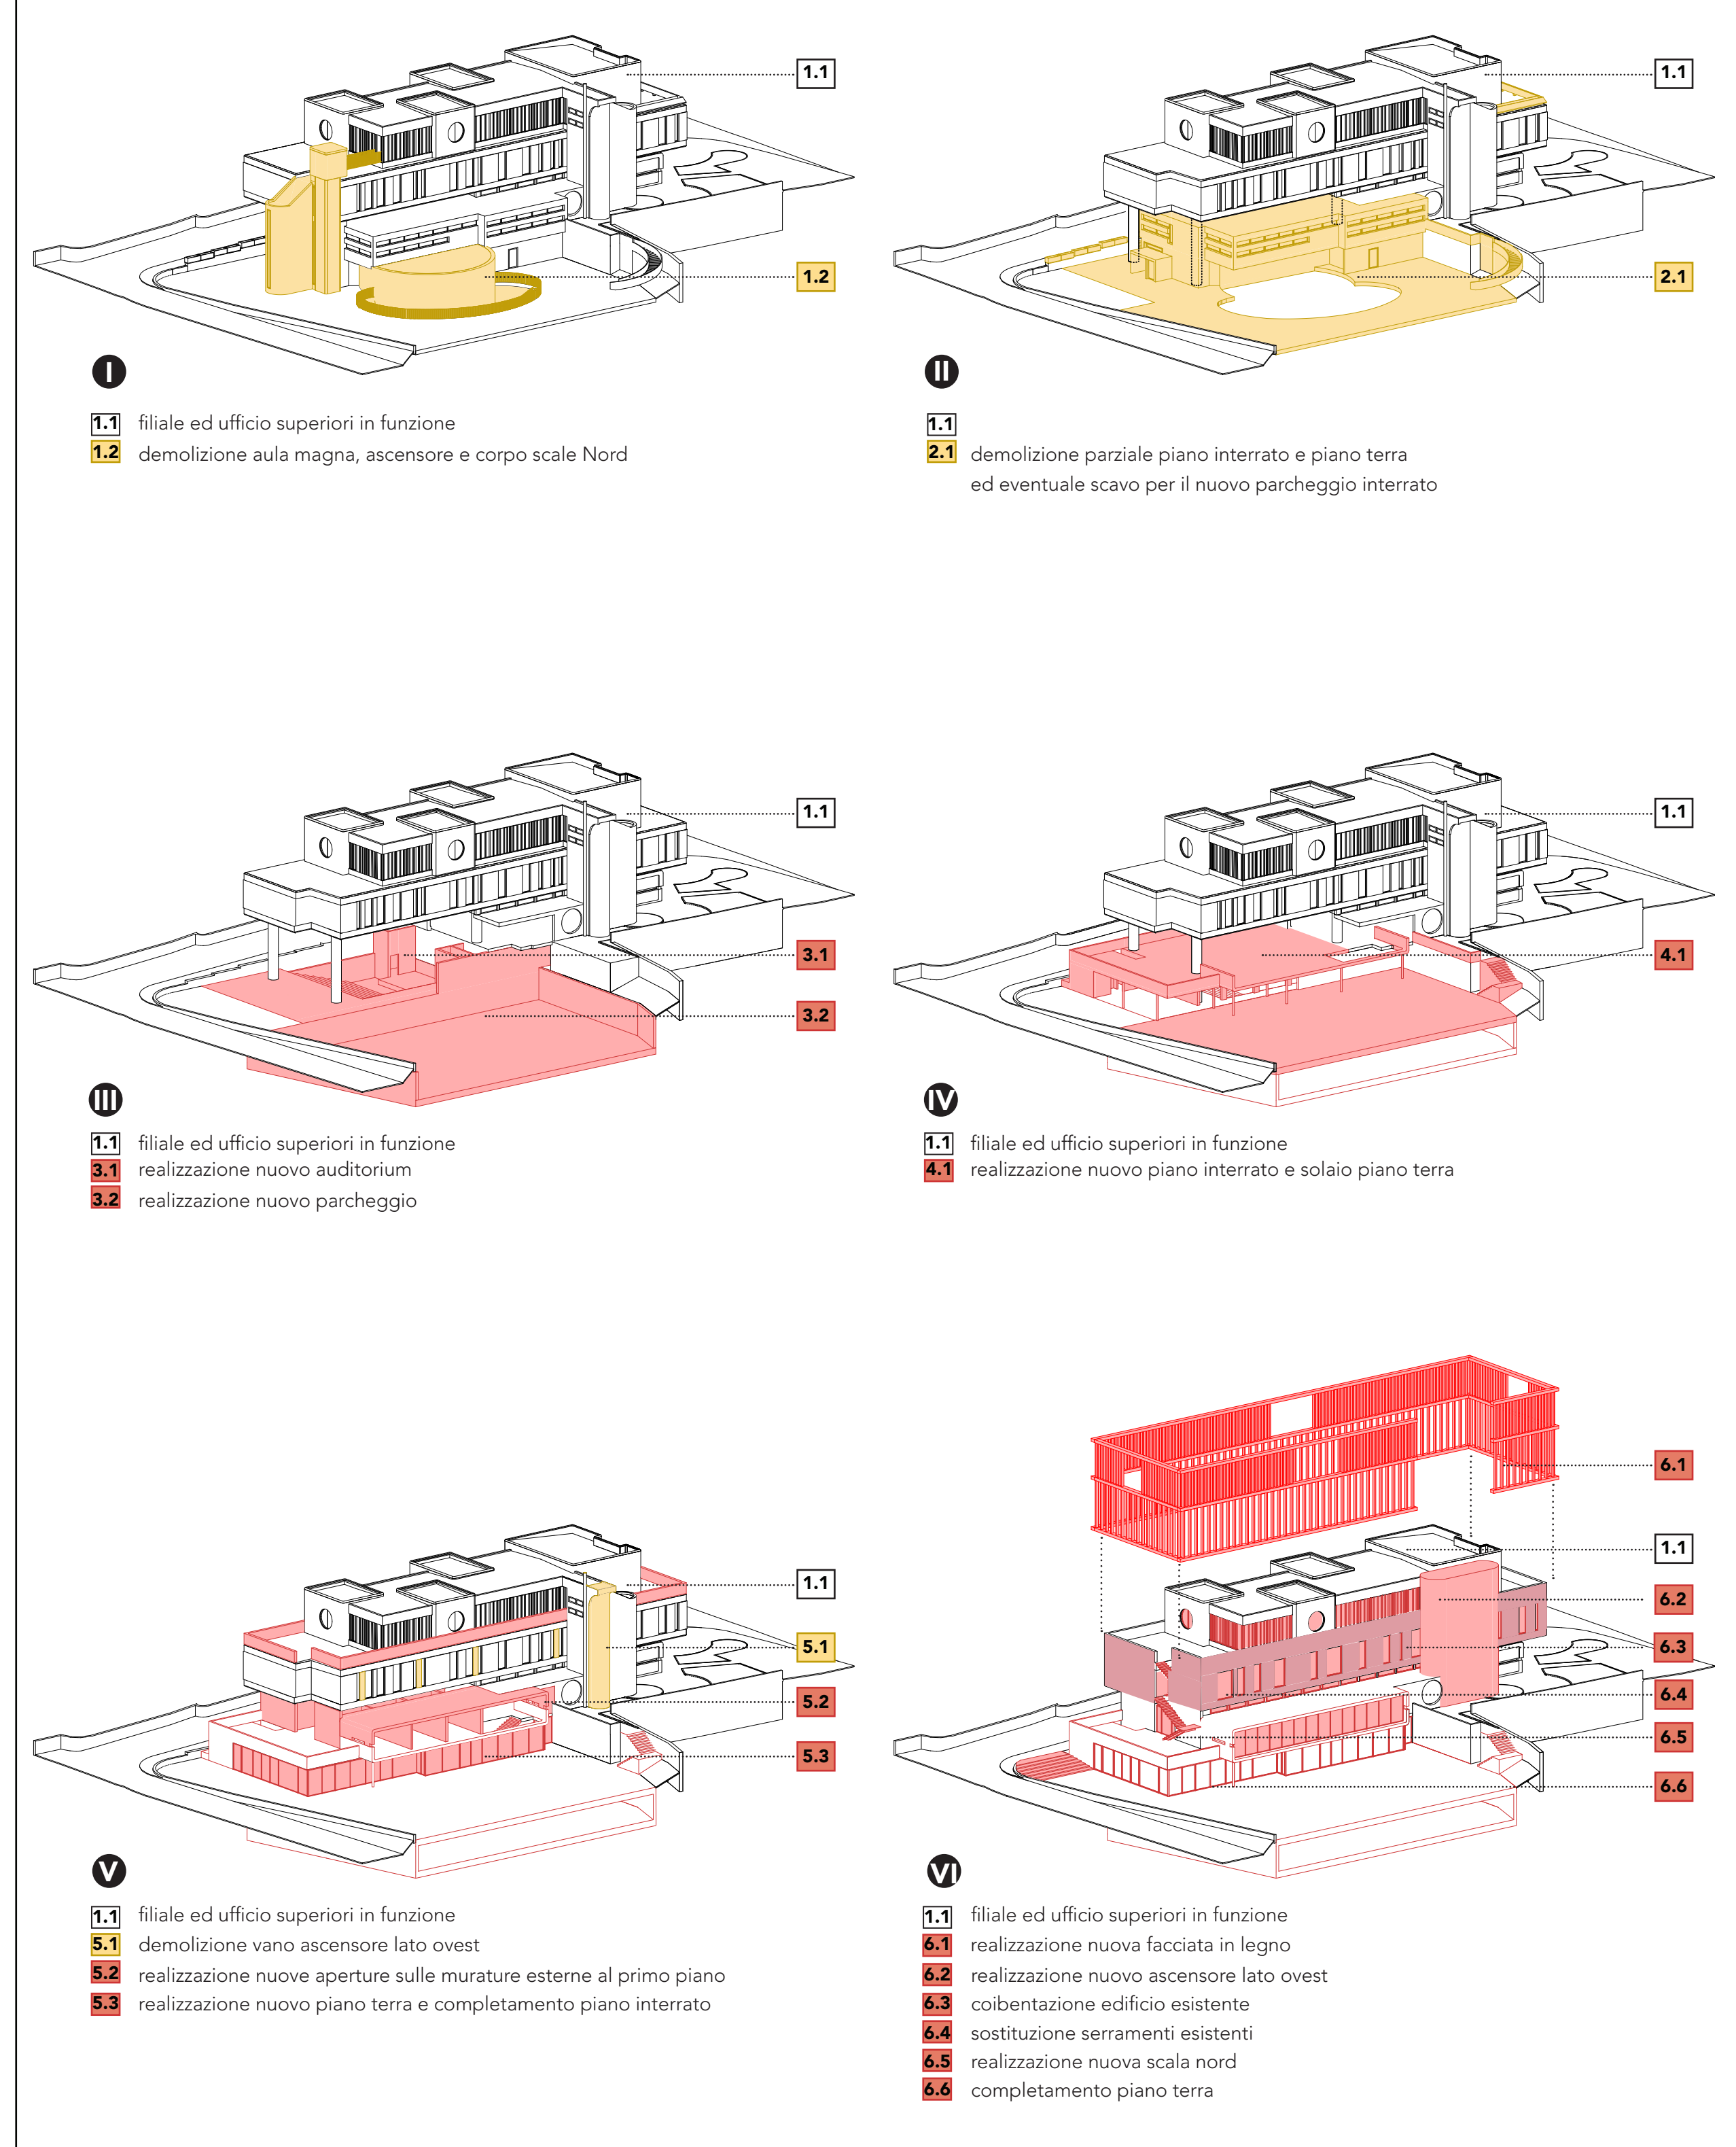 1.1
1.2
I
1.1 filiale ed ufficio superiori in funzione
1.2 demolizione aula magna, ascensore e corpo scale Nord
1.1
2.1
II
1.1
2.1 demolizione parziale piano interrato e piano terra
ed eventuale scavo per il nuovo parcheggio interrato
1.1
3.1
3.2
III
1.1 filiale ed ufficio superiori in funzione
3.1 realizzazione nuovo auditorium
3.2 realizzazione nuovo parcheggio
1.1
4.1
IV
1.1 filiale ed ufficio superiori in funzione
4.1 realizzazione nuovo piano interrato e solaio piano terra
1.1
5.1
5.2
5.3
V
1.1 filiale ed ufficio superiori in funzione
5.1 demolizione vano ascensore lato ovest
5.2 realizzazione nuove aperture sulle murature esterne al primo piano
5.3 realizzazione nuovo piano terra e completamento piano interrato
6.1
1.1
6.2
6.3
6.4
6.5
6.6
VI
1.1 filiale ed ufficio superiori in funzione
6.1 realizzazione nuova facciata in legno
6.2 realizzazione nuovo ascensore lato ovest
6.3 coibentazione edificio esistente
6.4 sostituzione serramenti esistenti
6.5 realizzazione nuova scala nord
6.6 completamento piano terra